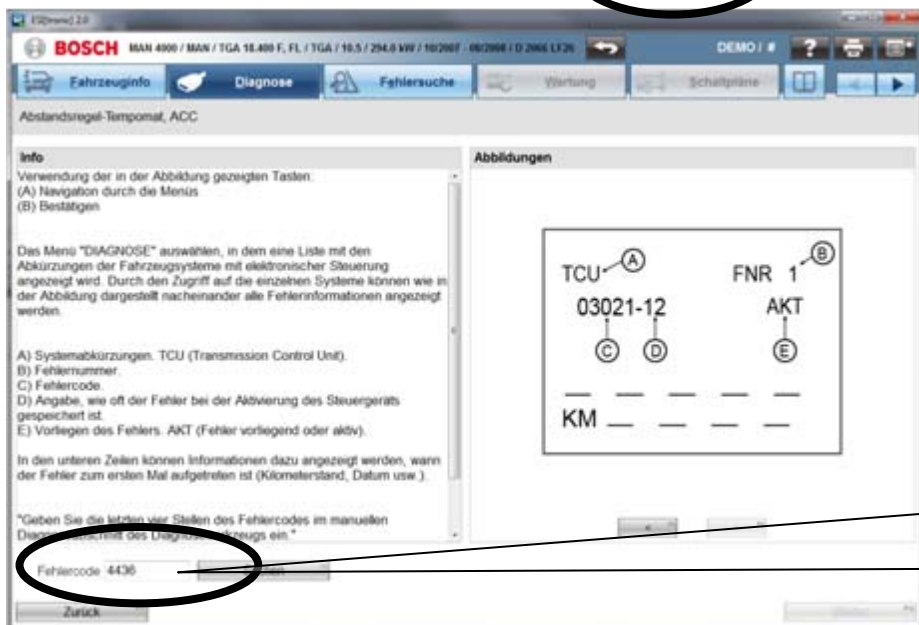 ESI[tronic] 2.0
BOSCH MAN 4000 / MAN / TGA 18.400 F, FL / TGA / 10.5 / 294.0 kW / 10/2007 - 08/2008 / D 2066 LF26 DEMO / #
Fahrzeuginfo Diagnose Fehlersuche Wartung Schaltpläne
Abstandsregel-Tempomat, ACC
Info
Verwendung der in der Abbildung gezeigten Tasten:
(A) Navigation durch die Menüs
(B) Bestätigen
Das Menü "DIAGNOSE" auswählen, in dem eine Liste mit den
Abkürzungen der Fahrzeugsysteme mit elektronischer Steuerung
angezeigt wird. Durch den Zugriff auf die einzelnen Systeme können wie in
der Abbildung dargestellt nacheinander alle Fehlerinformationen angezeigt
werden.
A) Systemabkürzungen. TCU (Transmission Control Unit).
B) Fehlernummer.
C) Fehlercode.
D) Angabe, wie oft der Fehler bei der Aktivierung des Steuergeräts
gespeichert ist.
E) Vorliegen des Fehlers. AKT (Fehler vorliegend oder aktiv).
In den unteren Zeilen können Informationen dazu angezeigt werden, wann
der Fehler zum ersten Mal aufgetreten ist (Kilometerstand, Datum usw.).
"Geben Sie die letzten vier Stellen des Fehlercodes im manuellen
des ein."
Fehlercode 4436
Zurück Weiter
Abbildungen
TCU A FNR 1 B
03021-12 AKT
C D E
KM
< >